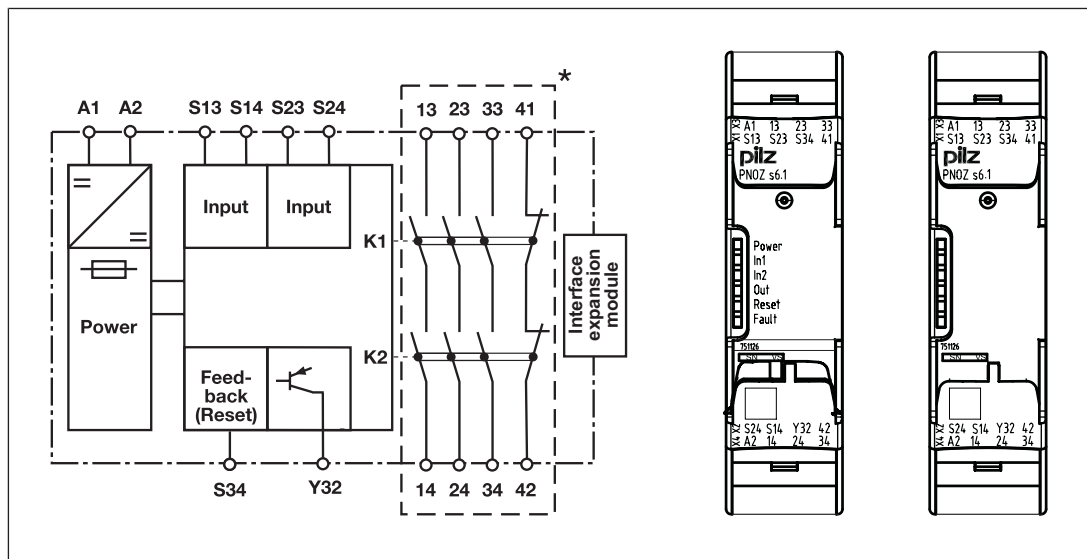 *
A1 A2 S13 S14 S23 S24 13 23 33 41
Input Input
K1
Power
K2
Feed-
back
(Reset)
Interface
expansion
module
S34 Y32 14 24 34 42
X3 A1 13 23 33
X1 S13 S23 S34 41
pilz
PNOZ s6.1
Power
In1
In2
Out
Reset
Fault
751126
SN VS
X2 S24 S14 Y32 42
X4 A2 14 24 34
X3 A1 13 23 33
X1 S13 S23 S34 41
pilz
PNOZ s6.1
751126
SN VS
X2 S24 S14 Y32 42
X4 A2 14 24 34